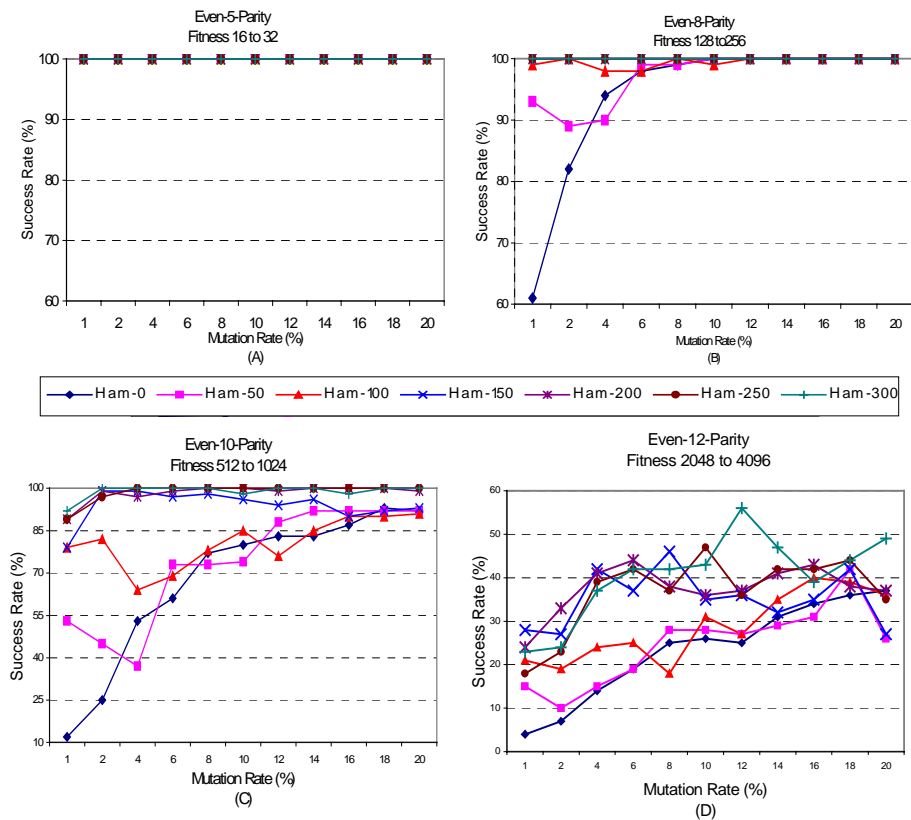 Even-5-Parity
Fitness 16 to 32
Success Rate (%)
100
90
80
70
60
1 2 4 6 8 10 12 14 16 18 20
Mutation Rate (%)
(A)
Even-8-Parity
Fitness 128 to256
Success Rate (%)
100
90
80
70
60
1 2 4 6 8 10 12 14 16 18 20
Mutation Rate (%)
(B)
Ham-0 Ham-50 Ham-100 Ham-150 Ham-200 Ham-250 Ham-300
Even-10-Parity
Fitness 512 to 1024
Success Rate (%)
100
85
70
55
40
25
10
1 2 4 6 8 10 12 14 16 18 20
Mutation Rate (%)
(C)
Even-12-Parity
Fitness 2048 to 4096
Success Rate (%)
60
50
40
30
20
10
0
1 2 4 6 8 10 12 14 16 18 20
Mutation Rate (%)
(D)